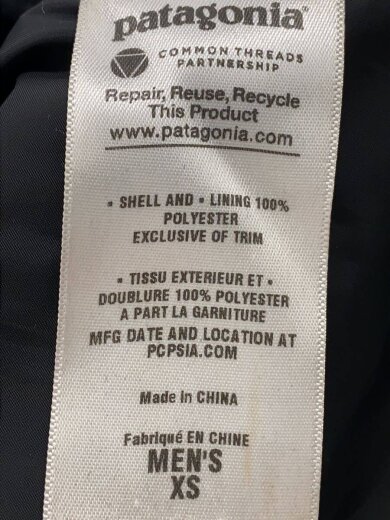 patagonia®
COMMON THREADS
PARTNERSHIP
Repair, Reuse, Recycle
This Product
www.patagonia.com
• SHELL AND • LINING 100%
POLYESTER
EXCLUSIVE OF TRIM
• TISSU EXTERIEUR ET •
DOUBLURE 100% POLYESTER
A PART LA GARNITURE
MFG DATE AND LOCATION AT
PCPSIA.COM
Made in CHINA
Fabriqué EN CHINE
MEN'S
XS